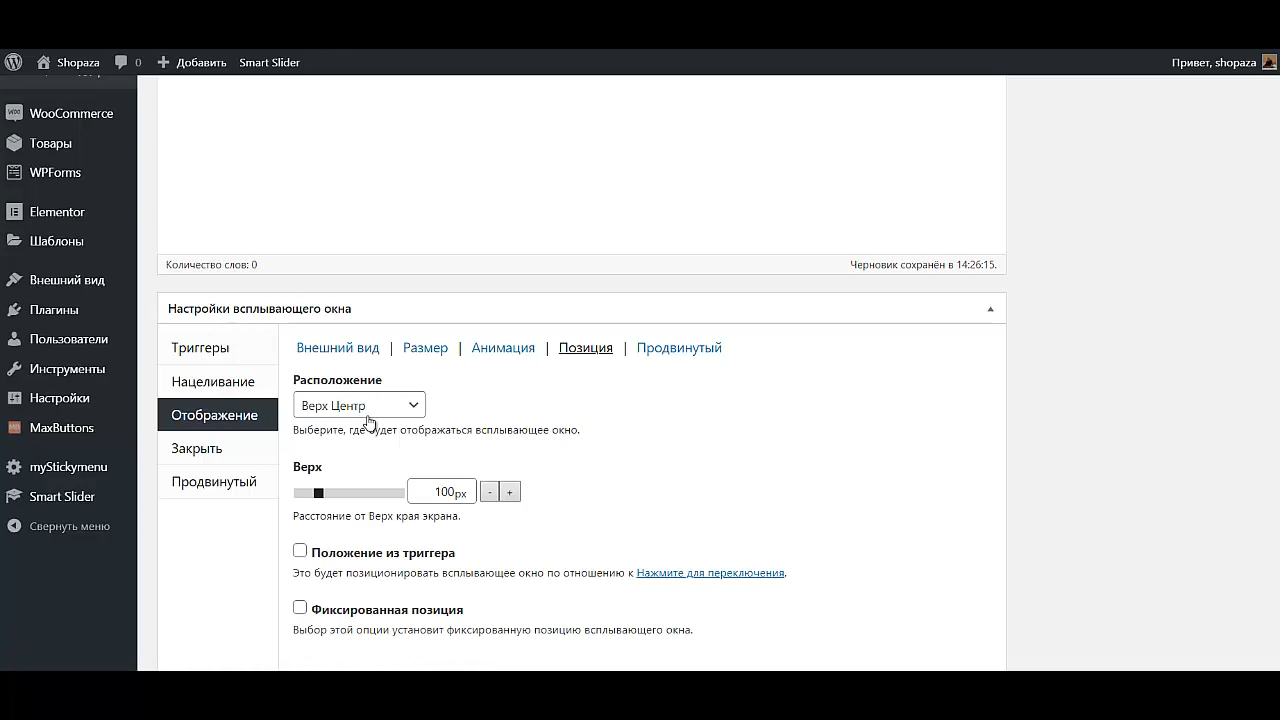 Shopaza
0
Добавить
Smart Slider
Привет, shopaza
WooCommerce
Товары
WPForms
Elementor
Шаблоны
Внешний вид
Плагины
Пользователи
Инструменты
Настройки
MaxButtons
myStickymenu
Smart Slider
Свернуть меню
Количество слов: 0
Черновик сохранён в 14:26:15.
Настройки всплывающего окна
Триггеры
Нацеливание
Отображение
Закрыть
Продвинутый
Внешний вид | Размер | Анимация | Позиция | Продвинутый
Расположение
Верх Центр
Выберите, где будет отображаться всплывающее окно.
Верх
100px - +
Расстояние от Верх края экрана.
Положение из триггера
Это будет позиционировать всплывающее окно по отношению к Нажмите для переключения.
Фиксированная позиция
Выбор этой опции установит фиксированную позицию всплывающего окна.